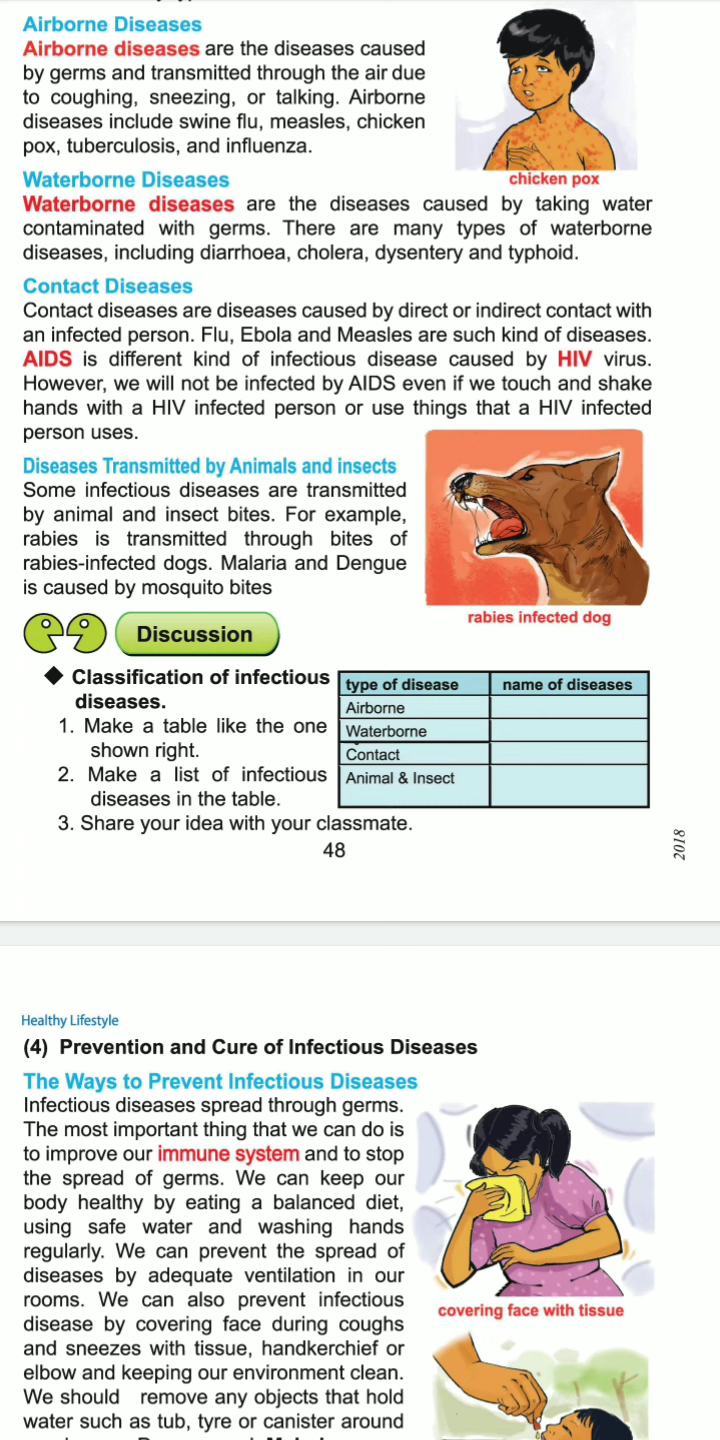 Airborne Diseases
Airborne diseases are the diseases caused
by germs and transmitted through the air due
to coughing, sneezing, or talking. Airborne
diseases include swine flu, measles, chicken
pox, tuberculosis, and influenza.
chicken pox
Waterborne Diseases
Waterborne diseases are the diseases caused by taking water
contaminated with germs. There are many types of waterborne
diseases, including diarrhoea, cholera, dysentery and typhoid.
Contact Diseases
Contact diseases are diseases caused by direct or indirect contact with
an infected person. Flu, Ebola and Measles are such kind of diseases.
AIDS is different kind of infectious disease caused by HIV virus.
However, we will not be infected by AIDS even if we touch and shake
hands with a HIV infected person or use things that a HIV infected
person uses.
Diseases Transmitted by Animals and insects
Some infectious diseases are transmitted
by animal and insect bites. For example,
rabies is transmitted through bites of
rabies-infected dogs. Malaria and Dengue
is caused by mosquito bites
rabies infected dog
Discussion
◆ Classification of infectious
diseases.
1. Make a table like the one
shown right.
2. Make a list of infectious
diseases in the table.
3. Share your idea with your classmate.
type of disease name of diseases
Airborne
Waterborne
Contact
Animal & Insect
48
2018
Healthy Lifestyle
(4) Prevention and Cure of Infectious Diseases
The Ways to Prevent Infectious Diseases
Infectious diseases spread through germs.
The most important thing that we can do is
to improve our immune system and to stop
the spread of germs. We can keep our
body healthy by eating a balanced diet,
using safe water and washing hands
regularly. We can prevent the spread of
diseases by adequate ventilation in our
rooms. We can also prevent infectious
disease by covering face during coughs
and sneezes with tissue, handkerchief or
elbow and keeping our environment clean.
We should remove any objects that hold
water such as tub, tyre or canister around
covering face with tissue